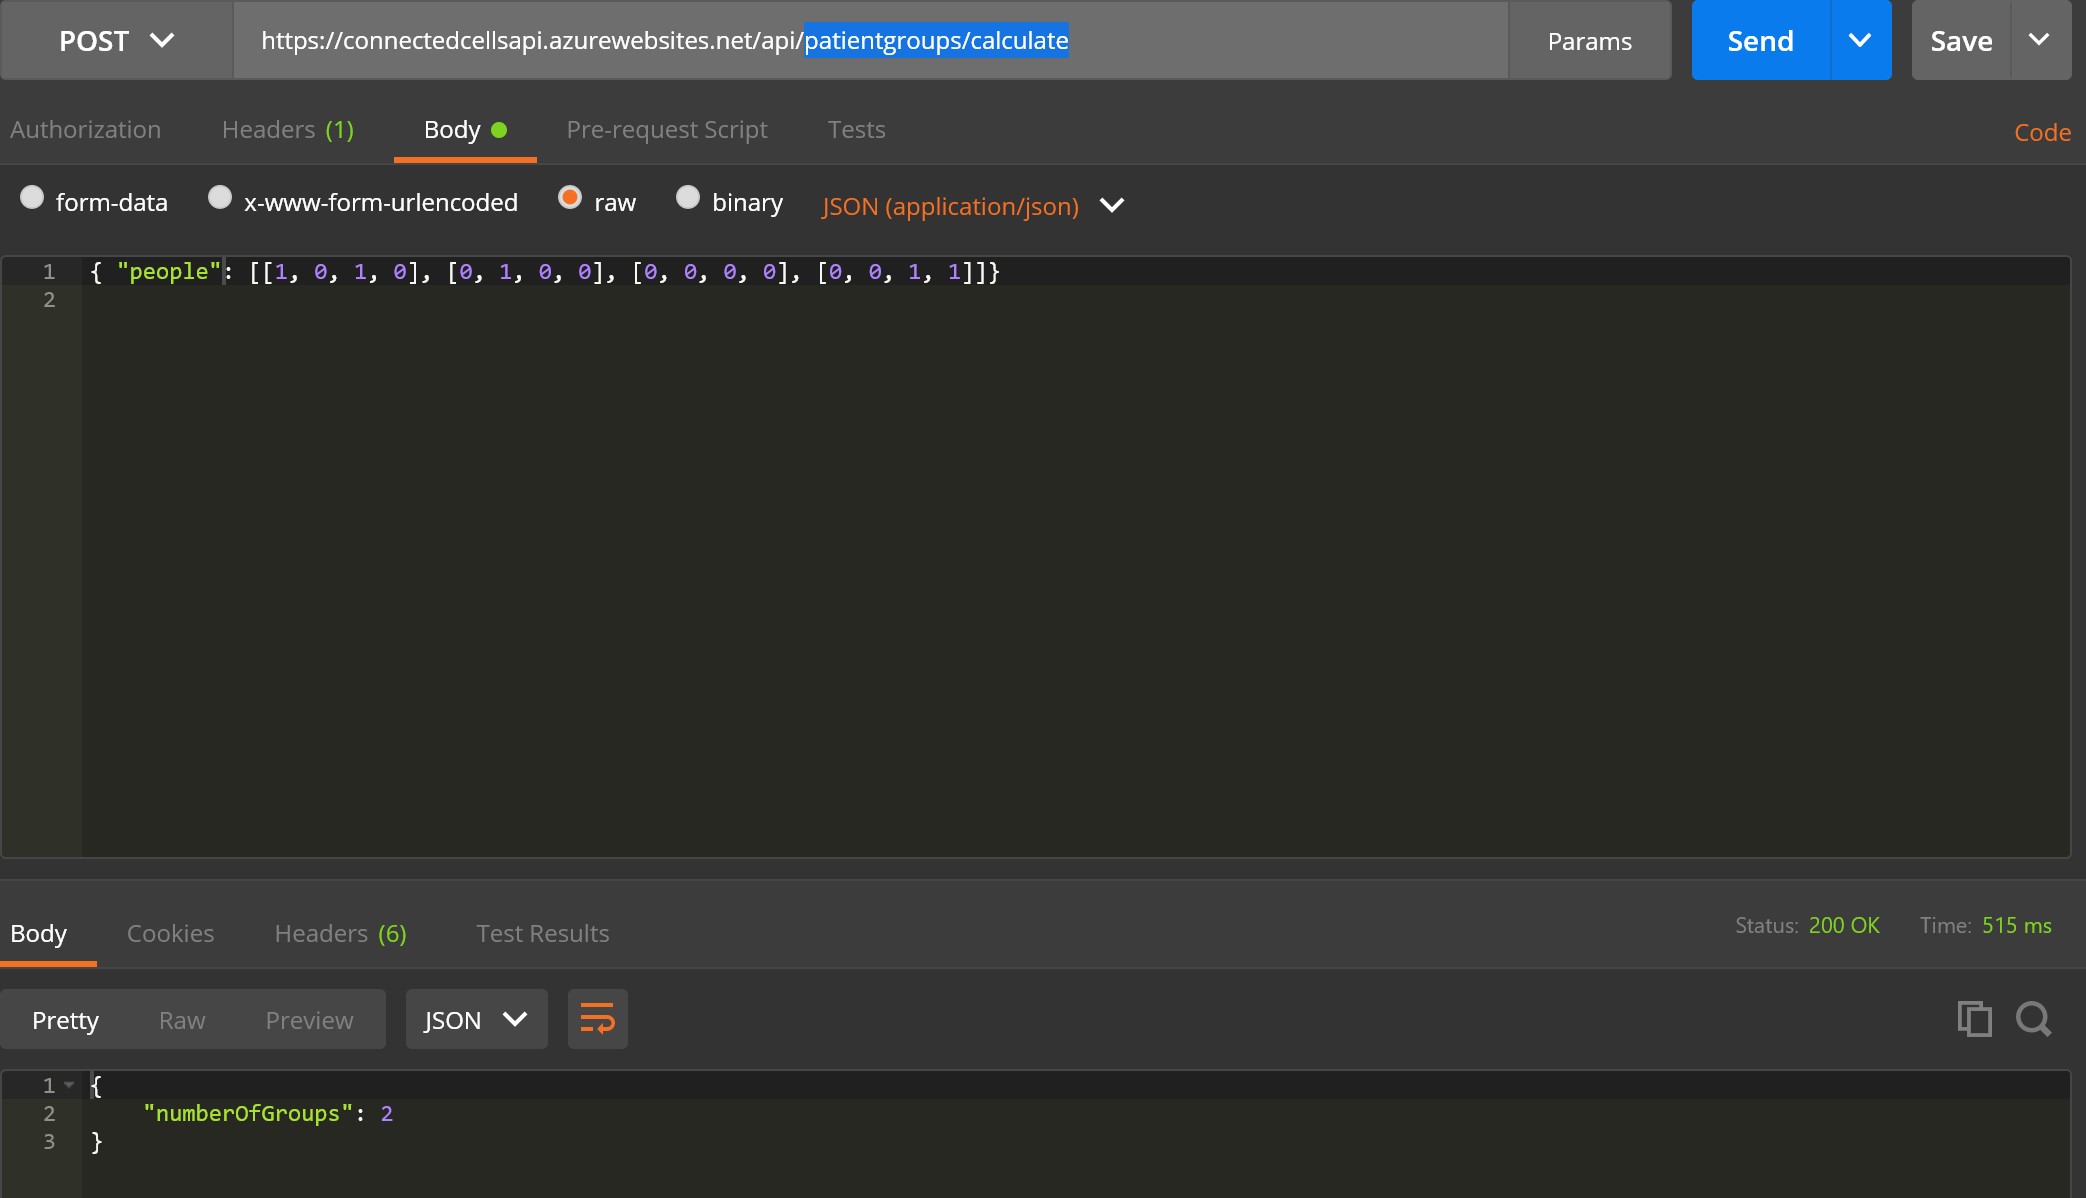 POST https://connectedcellsapi.azurewebsites.net/api/patientgroups/calculate Params Send Save
Authorization Headers (1) Body Pre-request Script Tests Code
form-data x-www-form-urlencoded raw binary JSON (application/json)
1 { "people": [[1, 0, 1, 0], [0, 1, 0, 0], [0, 0, 0, 0], [0, 0, 1, 1]]}
2
Body Cookies Headers (6) Test Results Status: 200 OK Time: 515 ms
Pretty Raw Preview JSON
1 {
2 "numberOfGroups": 2
3 }